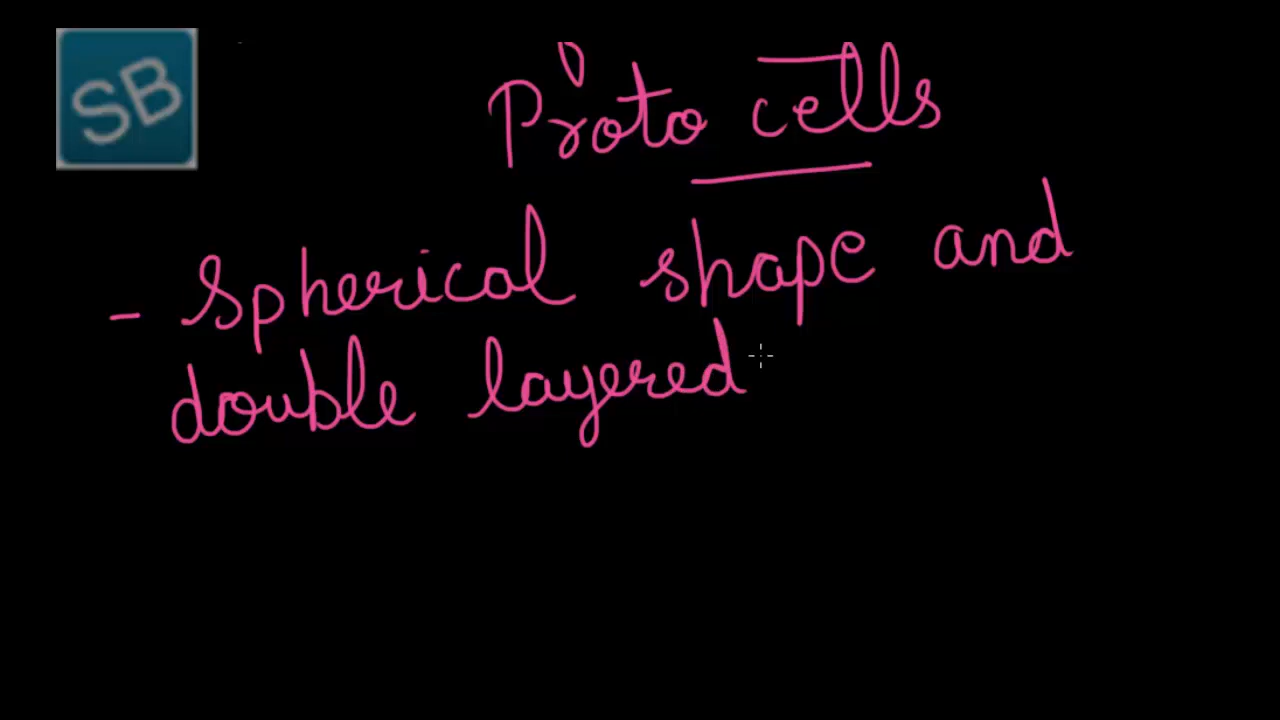 SB
Proto cells
- Spherical shape and
double layered